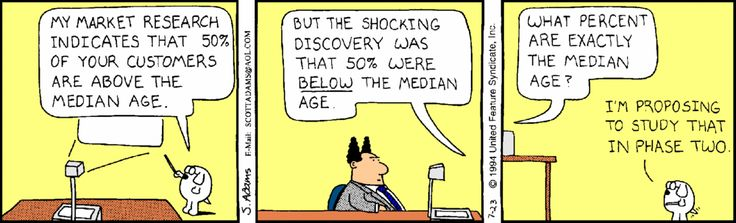 MY MARKET RESEARCH
INDICATES THAT 50%
OF YOUR CUSTOMERS
ARE ABOVE THE
MEDIAN AGE.
S. Adams
E-Mail: SCOTTADAMS@AOL.COM
BUT THE SHOCKING
DISCOVERY WAS
THAT 50% WERE
BELOW THE MEDIAN
AGE.
7-23 © 1994 United Feature Syndicate, Inc.
WHAT PERCENT
ARE EXACTLY
THE MEDIAN
AGE?
I'M PROPOSING
TO STUDY THAT
IN PHASE TWO.